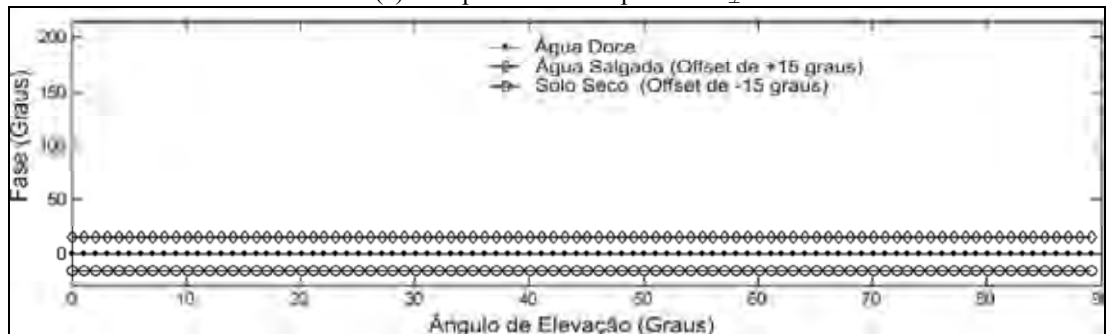 200
150
100
50
0
Fase (Graus)
Água Doce
Água Salgada (Offset de +15 graus)
Solo Seco (Offset de -15 graus)
0 10 20 30 40 50 60 70 80 90
Ângulo de Elevação (Graus)